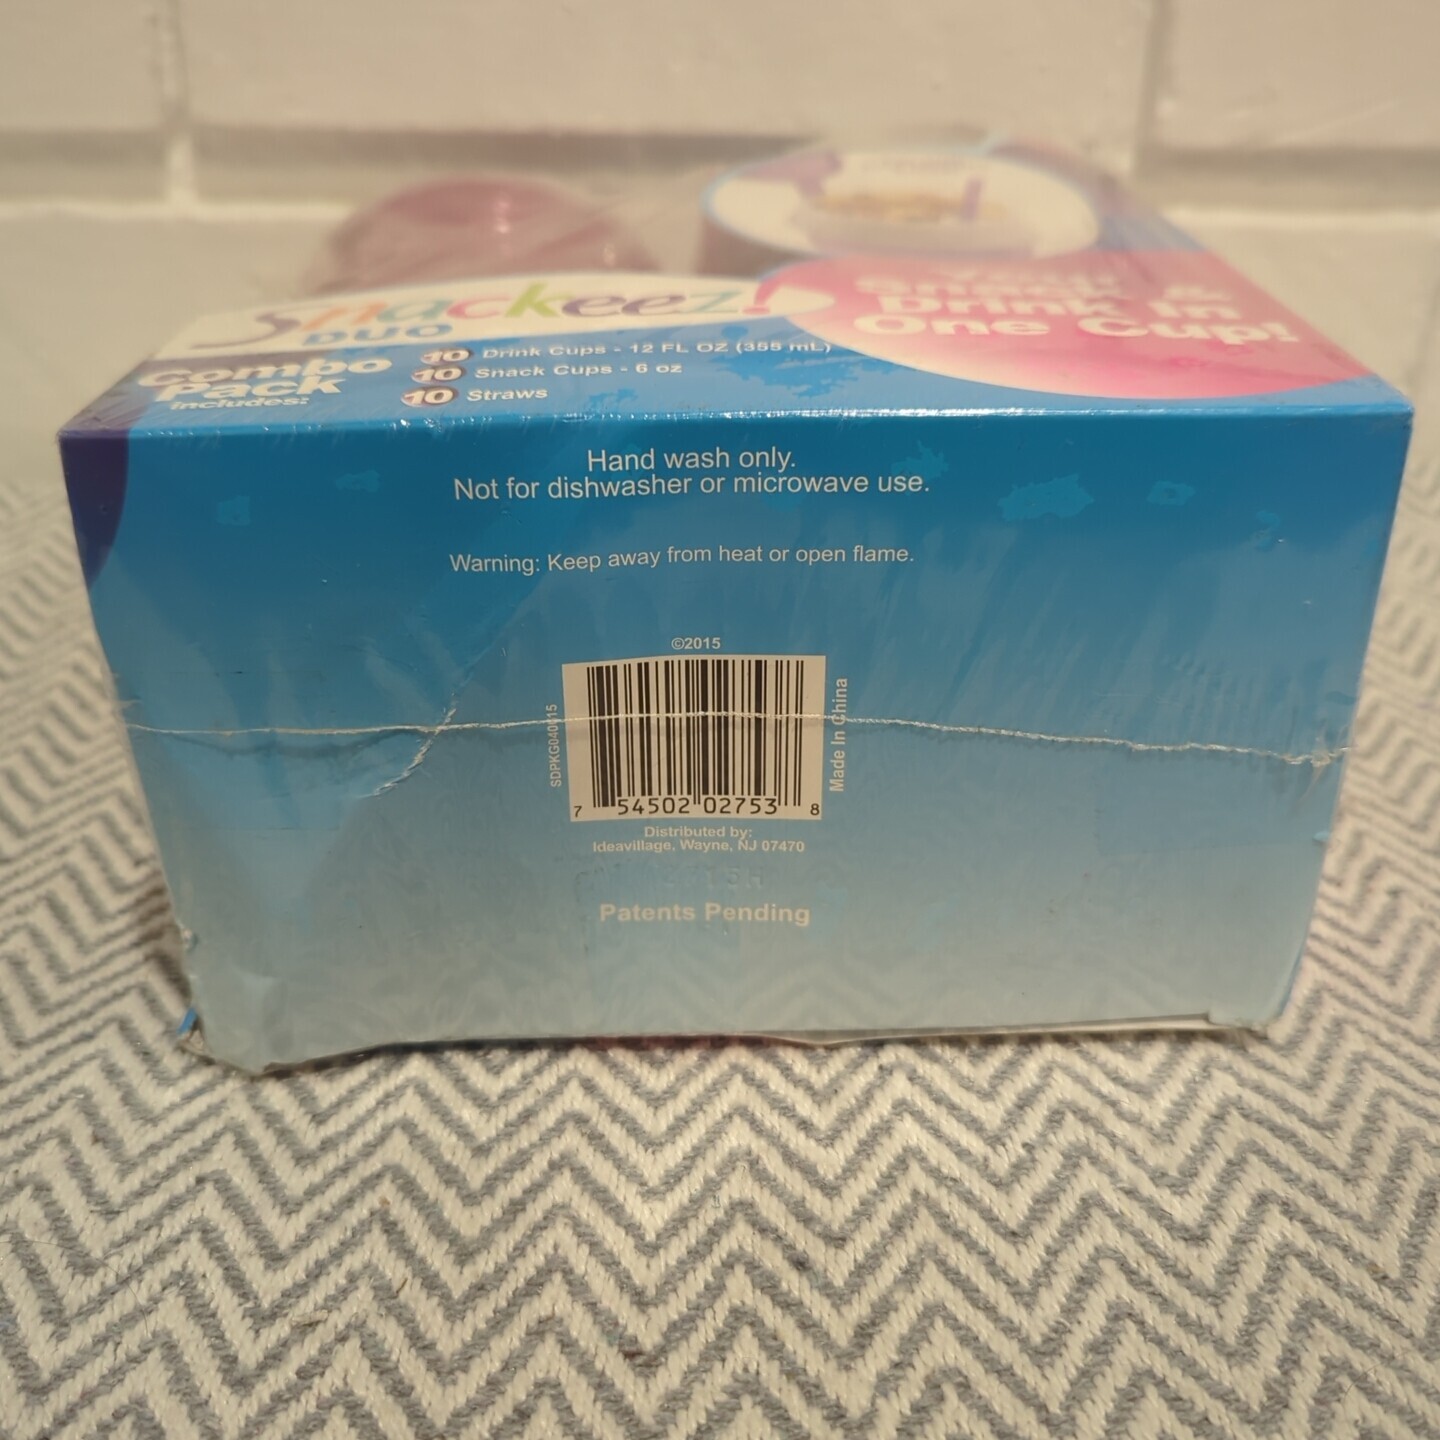 Snackeez!
DUO
Combo
Pack
includes:
10 Drink Cups - 12 FL OZ (355 mL)
10 Snack Cups - 6 oz
10 Straws
Your
Snack &
Drink In
One Cup!
Hand wash only.
Not for dishwasher or microwave use.
Warning: Keep away from heat or open flame.
©2015
SDPKG040015
Made In China
7 54502 02753 8
Distributed by:
Ideavillage, Wayne, NJ 07470
Patents Pending